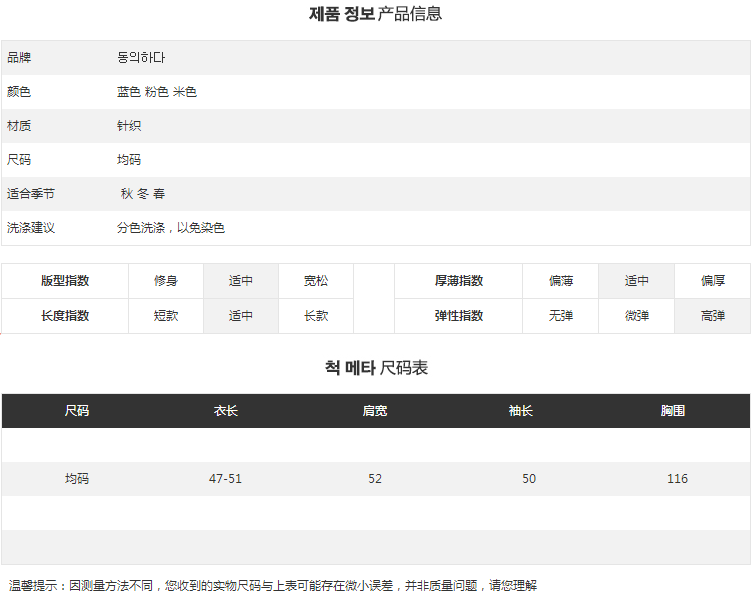 제품 정보 产品信息
品牌 동의하다
颜色 蓝色 粉色 米色
材质 针织
尺码 均码
适合季节 秋 冬 春
洗涤建议 分色洗涤，以免染色
版型指数 修身 适中 宽松 厚薄指数 偏薄 适中 偏厚
长度指数 短款 适中 长款 弹性指数 无弹 微弹 高弹
척 메타 尺码表
尺码 衣长 肩宽 袖长 胸围
均码 47-51 52 50 116
温馨提示：因测量方法不同，您收到的实物尺码与上表可能存在微小误差，并非质量问题，请您理解